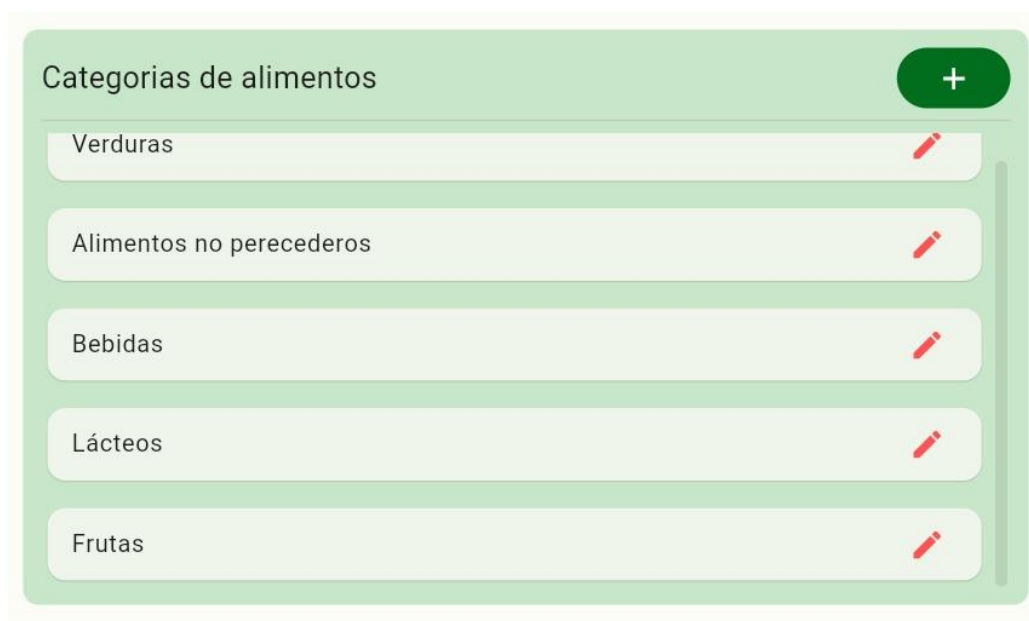 Categorias de alimentos
+
Verduras
Alimentos no perecederos
Bebidas
Lácteos
Frutas